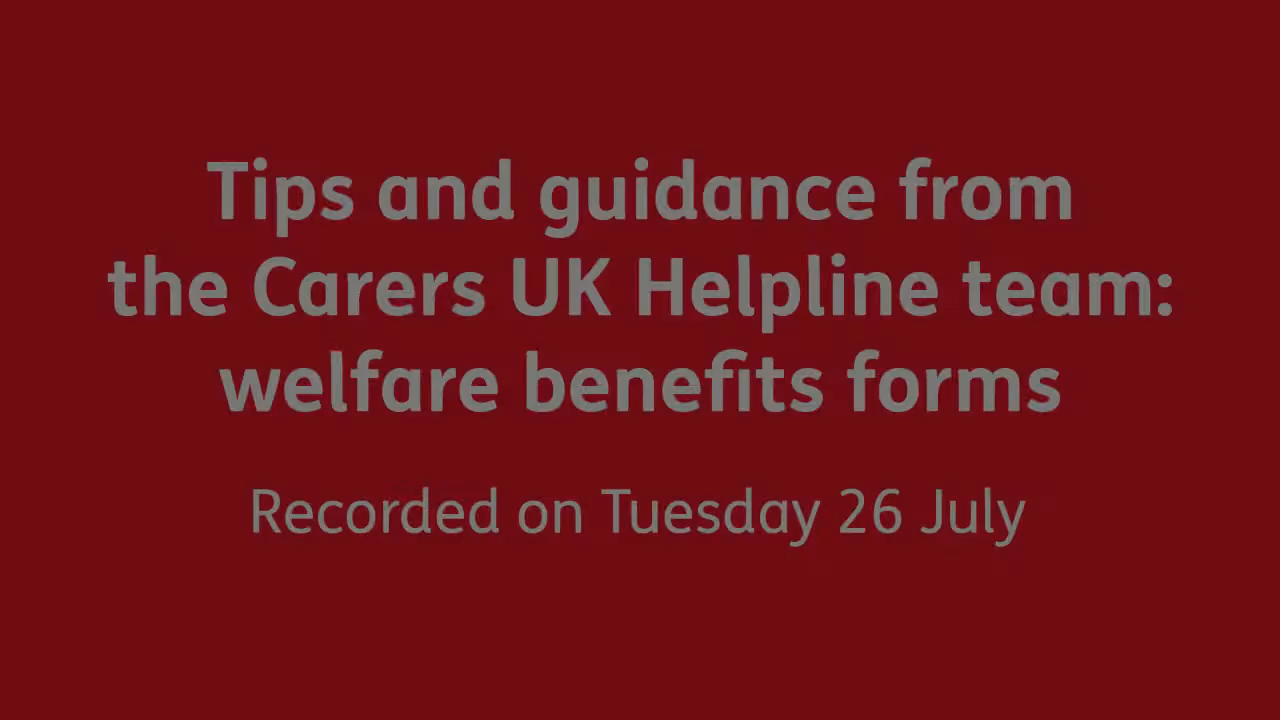 Tips and guidance from
the Carers UK Helpline team:
welfare benefits forms
Recorded on Tuesday 26 July